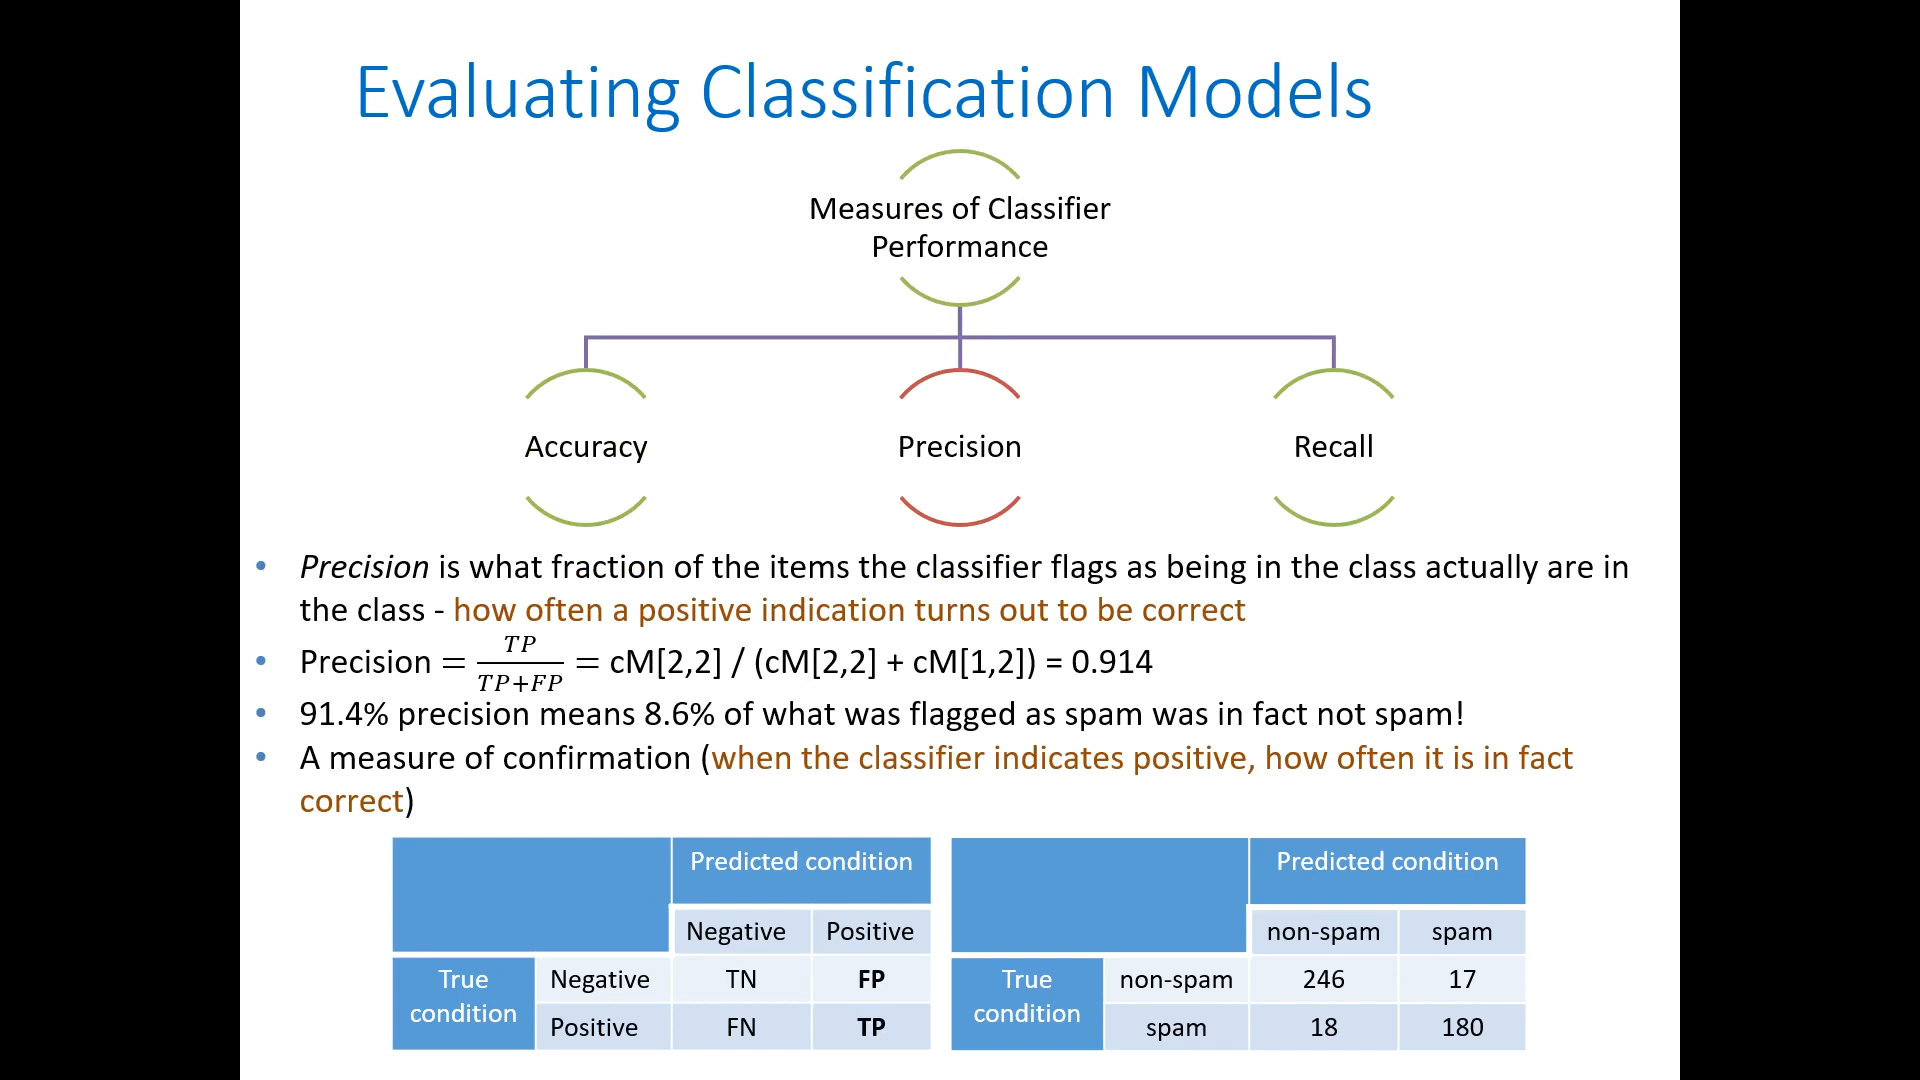 Evaluating Classification Models
Measures of Classifier
Performance
Accuracy
Precision
Recall
• Precision is what fraction of the items the classifier flags as being in the class actually are in
the class - how often a positive indication turns out to be correct
• Precision = TP/TP+FP = cM[2,2] / (cM[2,2] + cM[1,2]) = 0.914
• 91.4% precision means 8.6% of what was flagged as spam was in fact not spam!
• A measure of confirmation (when the classifier indicates positive, how often it is in fact
correct)
Predicted condition
Negative Positive
True condition Negative TN FP
Positive FN TP
Predicted condition
non-spam spam
True condition non-spam 246 17
spam 18 180